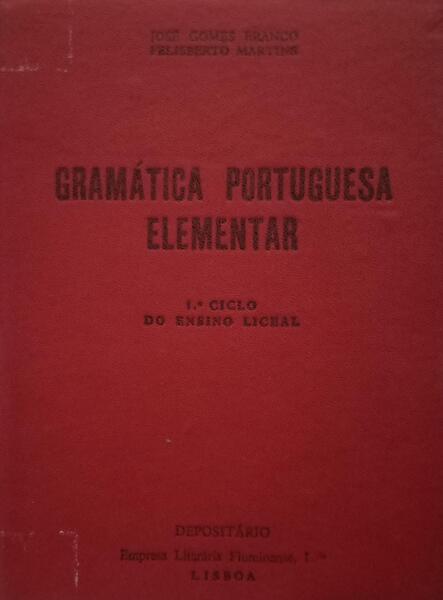 JOSÉ GOMES BRANCO
FELISBERTO MARTINS
GRAMÁTICA PORTUGUESA
ELEMENTAR
1.º CICLO
DO ENSINO LICEAL
DEPOSITÁRIO
Empresa Literária Fluminense, L.da
LISBOA